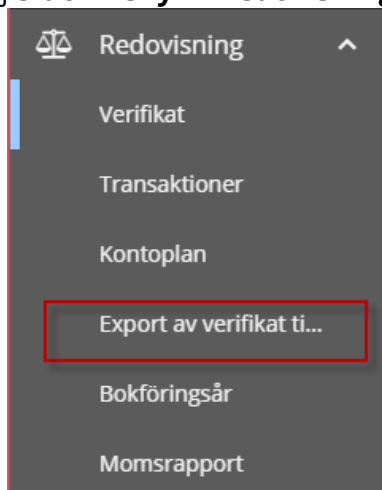 Redovisning
Verifikat
Transaktioner
Kontoplan
Export av verifikat ti...
Bokföringsår
Momsrapport